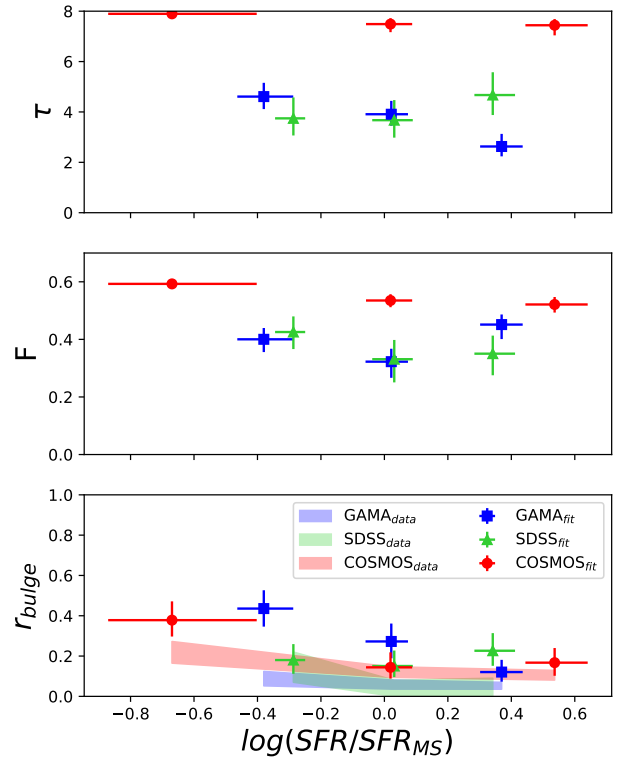 8
6
4
2
0
τ
0.6
0.4
0.2
0.0
F
1.0
0.8
0.6
0.4
0.2
0.0
r_bulge
GAMA_data
SDSS_data
COSMOS_data
GAMA_fit
SDSS_fit
COSMOS_fit
−0.8 −0.6 −0.4 −0.2 0.0 0.2 0.4 0.6
log(SFR/SFR_MS)